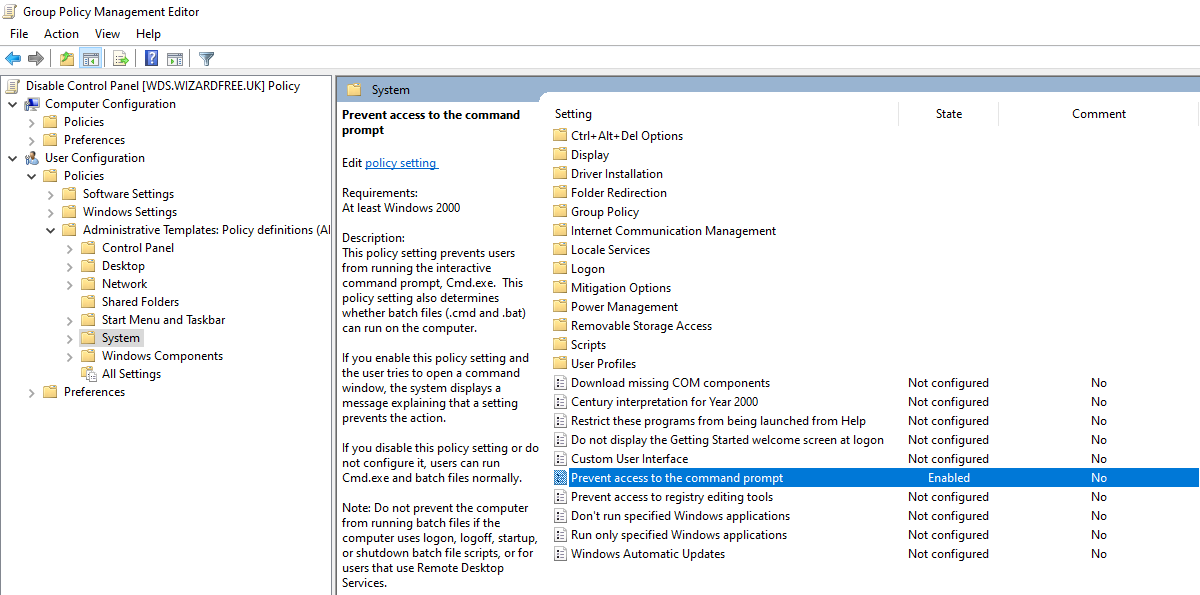 Group Policy Management Editor
File Action View Help
Disable Control Panel [WDS.WIZARDFREE.UK] Policy
Computer Configuration
Policies
Preferences
User Configuration
Policies
Software Settings
Windows Settings
Administrative Templates: Policy definitions (AI
Control Panel
Desktop
Network
Shared Folders
Start Menu and Taskbar
System
Windows Components
All Settings
Preferences
System
Prevent access to the command
prompt
Edit policy setting
Requirements:
At least Windows 2000
Description:
This policy setting prevents users
from running the interactive
command prompt, Cmd.exe.  This
policy setting also determines
whether batch files (.cmd and .bat)
can run on the computer.
If you enable this policy setting and
the user tries to open a command
window, the system displays a
message explaining that a setting
prevents the action.
If you disable this policy setting or do
not configure it, users can run
Cmd.exe and batch files normally.
Note: Do not prevent the computer
from running batch files if the
computer uses logon, logoff, startup,
or shutdown batch file scripts, or for
users that use Remote Desktop
Services.
Setting State Comment
Ctrl+Alt+Del Options
Display
Driver Installation
Folder Redirection
Group Policy
Internet Communication Management
Locale Services
Logon
Mitigation Options
Power Management
Removable Storage Access
Scripts
User Profiles
Download missing COM components Not configured No
Century interpretation for Year 2000 Not configured No
Restrict these programs from being launched from Help Not configured No
Do not display the Getting Started welcome screen at logon Not configured No
Custom User Interface Not configured No
Prevent access to the command prompt Enabled No
Prevent access to registry editing tools Not configured No
Don't run specified Windows applications Not configured No
Run only specified Windows applications Not configured No
Windows Automatic Updates Not configured No